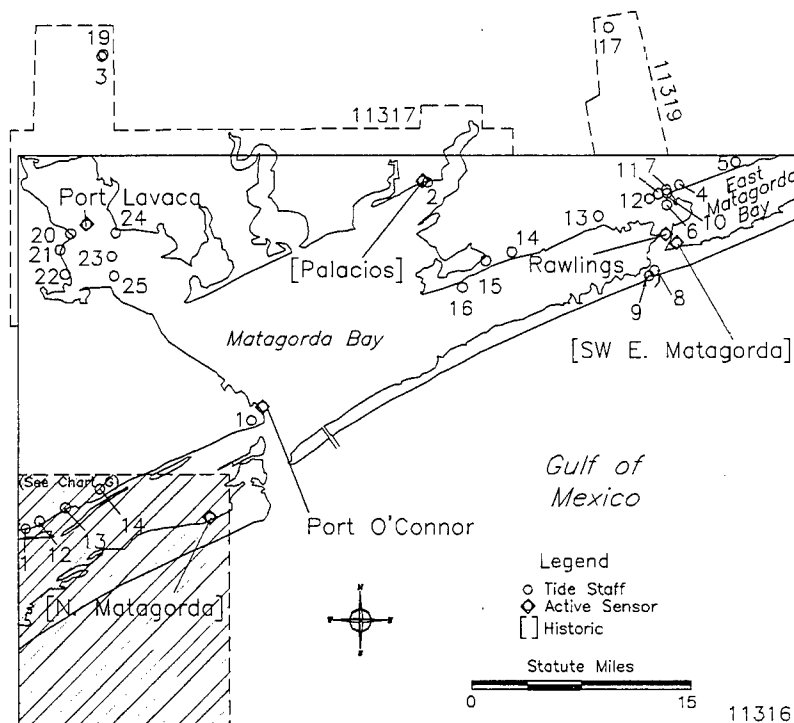 19
3
17
11317
11319
Port Lavaca
24
20
21
23
22
25
2
[Palacios]
5
11
7
4
12
East
Matagorda
Bay
10
6
13
14
Rawlings
15
16
9
8
[SW E. Matagorda]
Matagorda Bay
1
(See Chart G)
14
13
12
1
Port O'Connor
[N. Matagorda]
Gulf of
Mexico
Legend
Tide Staff
Active Sensor
[ ] Historic
Statute Miles
0 15
11316